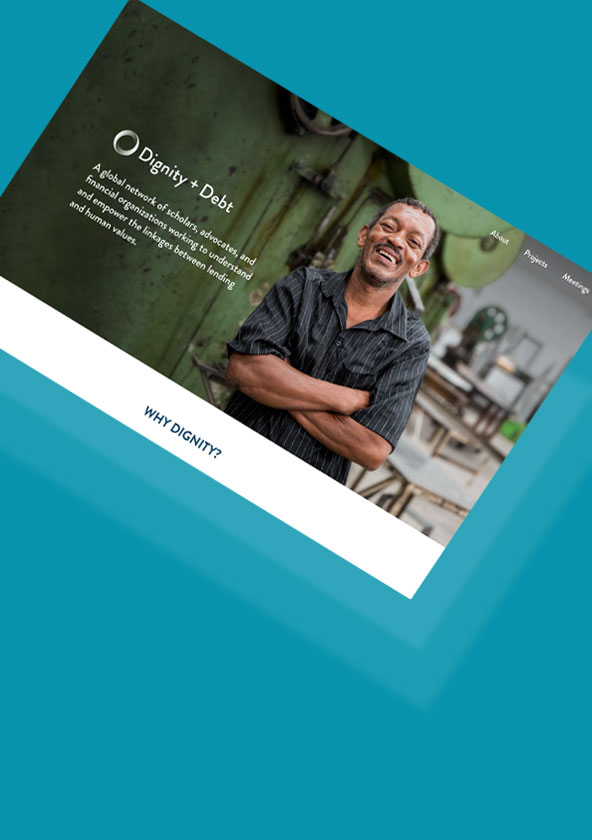 Dignity + Debt
A global network of scholars, advocates, and
financial organizations working to understand
and empower the linkages between lending
and human values.
About
Projects
Meetings
WHY DIGNITY?